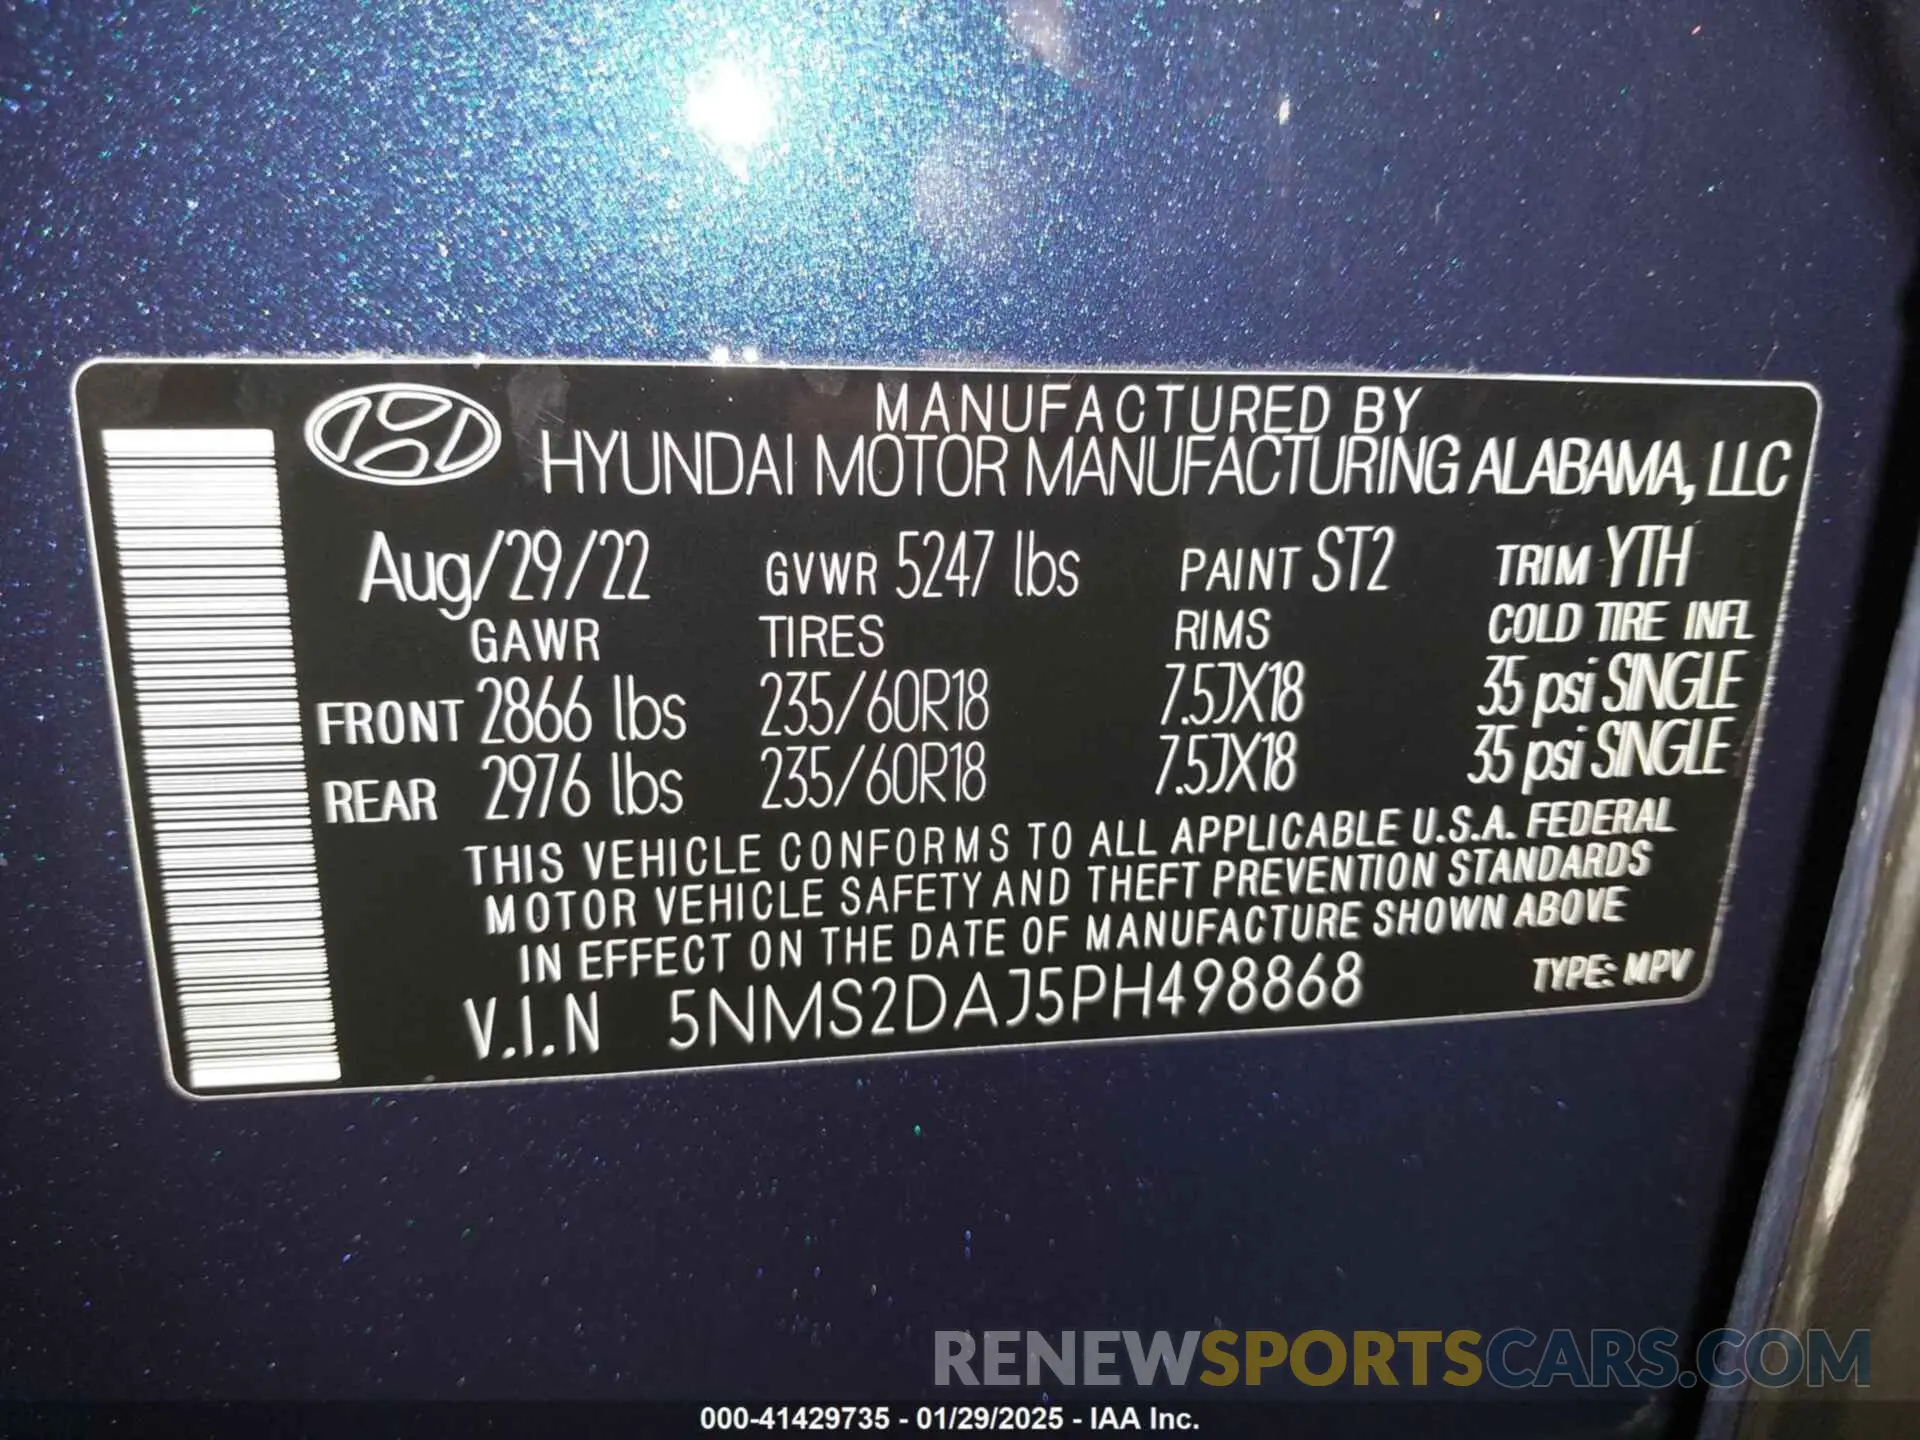 MANUFACTURED BY
HYUNDAI MOTOR MANUFACTURING ALABAMA, LLC
Aug/29/22 GVWR 5247 lbs PAINT ST2 TRIM YTH
GAWR TIRES RIMS COLD TIRE INFL
FRONT 2866 lbs 235/60R18 7.5JX18 35 psi SINGLE
REAR 2976 lbs 235/60R18 7.5JX18 35 psi SINGLE
THIS VEHICLE CONFORMS TO ALL APPLICABLE U.S.A. FEDERAL
MOTOR VEHICLE SAFETY AND THEFT PREVENTION STANDARDS
IN EFFECT ON THE DATE OF MANUFACTURE SHOWN ABOVE
V.I.N 5NMS2DAJ5PH498868 TYPE: MPV
RENEWSPORTSCARS.COM
000-41429735 - 01/29/2025 - IAA Inc.